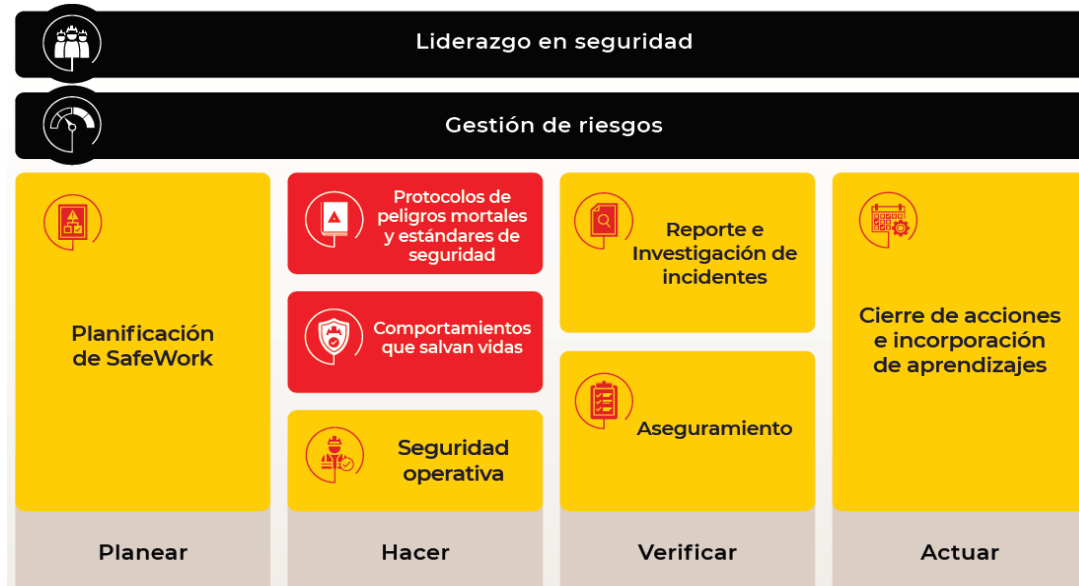 Liderazgo en seguridad
Gestión de riesgos
Planificación
de SafeWork
Protocolos de
peligros mortales
y estándares de
seguridad
Comportamientos
que salvan vidas
Seguridad
operativa
Reporte e
Investigación de
incidentes
Aseguramiento
Cierre de acciones
e incorporación
de aprendizajes
Planear
Hacer
Verificar
Actuar